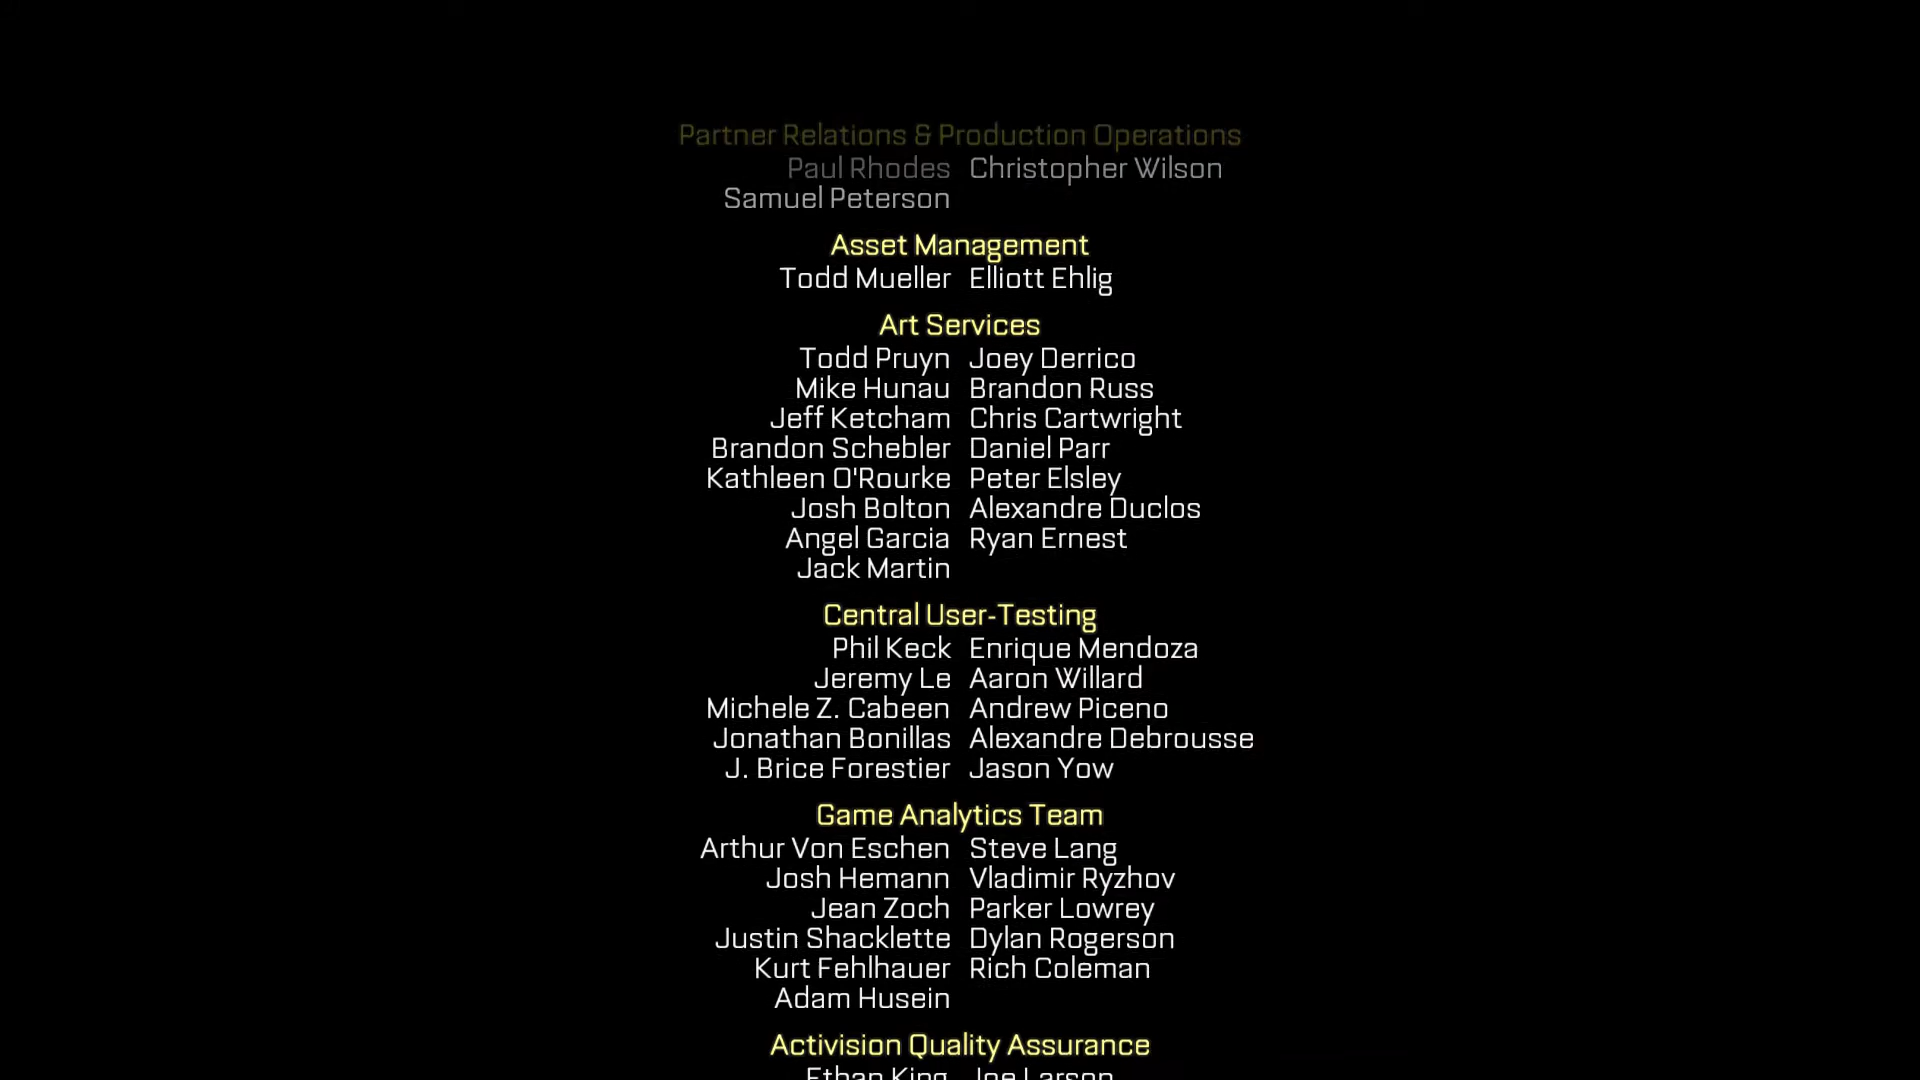 Partner Relations & Production Operations
Paul Rhodes Christopher Wilson
Samuel Peterson
Asset Management
Todd Mueller Elliott Ehlig
Art Services
Todd Pruyn Joey Derrico
Mike Hunau Brandon Russ
Jeff Ketcham Chris Cartwright
Brandon Schebler Daniel Parr
Kathleen O'Rourke Peter Elsley
Josh Bolton Alexandre Duclos
Angel Garcia Ryan Ernest
Jack Martin
Central User-Testing
Phil Keck Enrique Mendoza
Jeremy Le Aaron Willard
Michele Z. Cabeen Andrew Piceno
Jonathan Bonillas Alexandre Debrousse
J. Brice Forestier Jason Yow
Game Analytics Team
Arthur Von Eschen Steve Lang
Josh Hemann Vladimir Ryzhov
Jean Zoch Parker Lowrey
Justin Shacklette Dylan Rogerson
Kurt Fehlhauer Rich Coleman
Adam Husein
Activision Quality Assurance
Ethan King Joe Larson